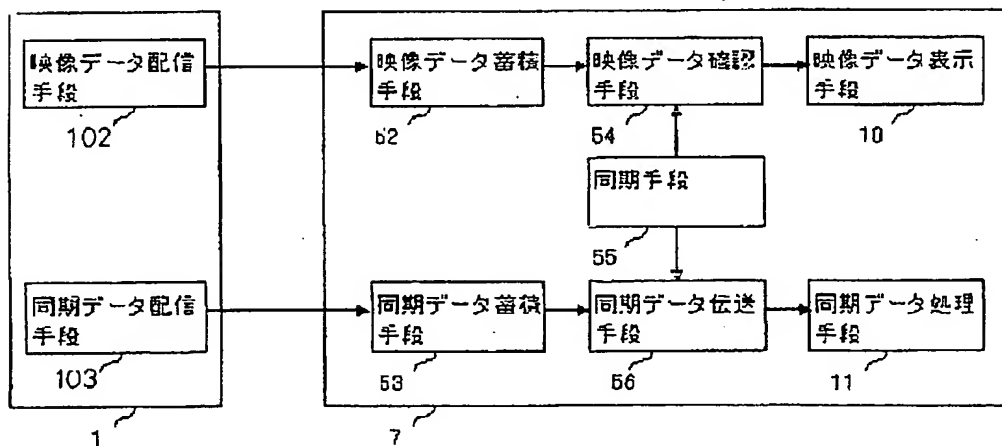 映像データ配信
手段
102
映像データ蓄積
手段
52
映像データ確認
手段
54
映像データ表示
手段
10
同期手段
55
同期データ配信
手段
103
同期データ蓄積
手段
53
同期データ伝送
手段
56
同期データ処理
手段
11
1
7